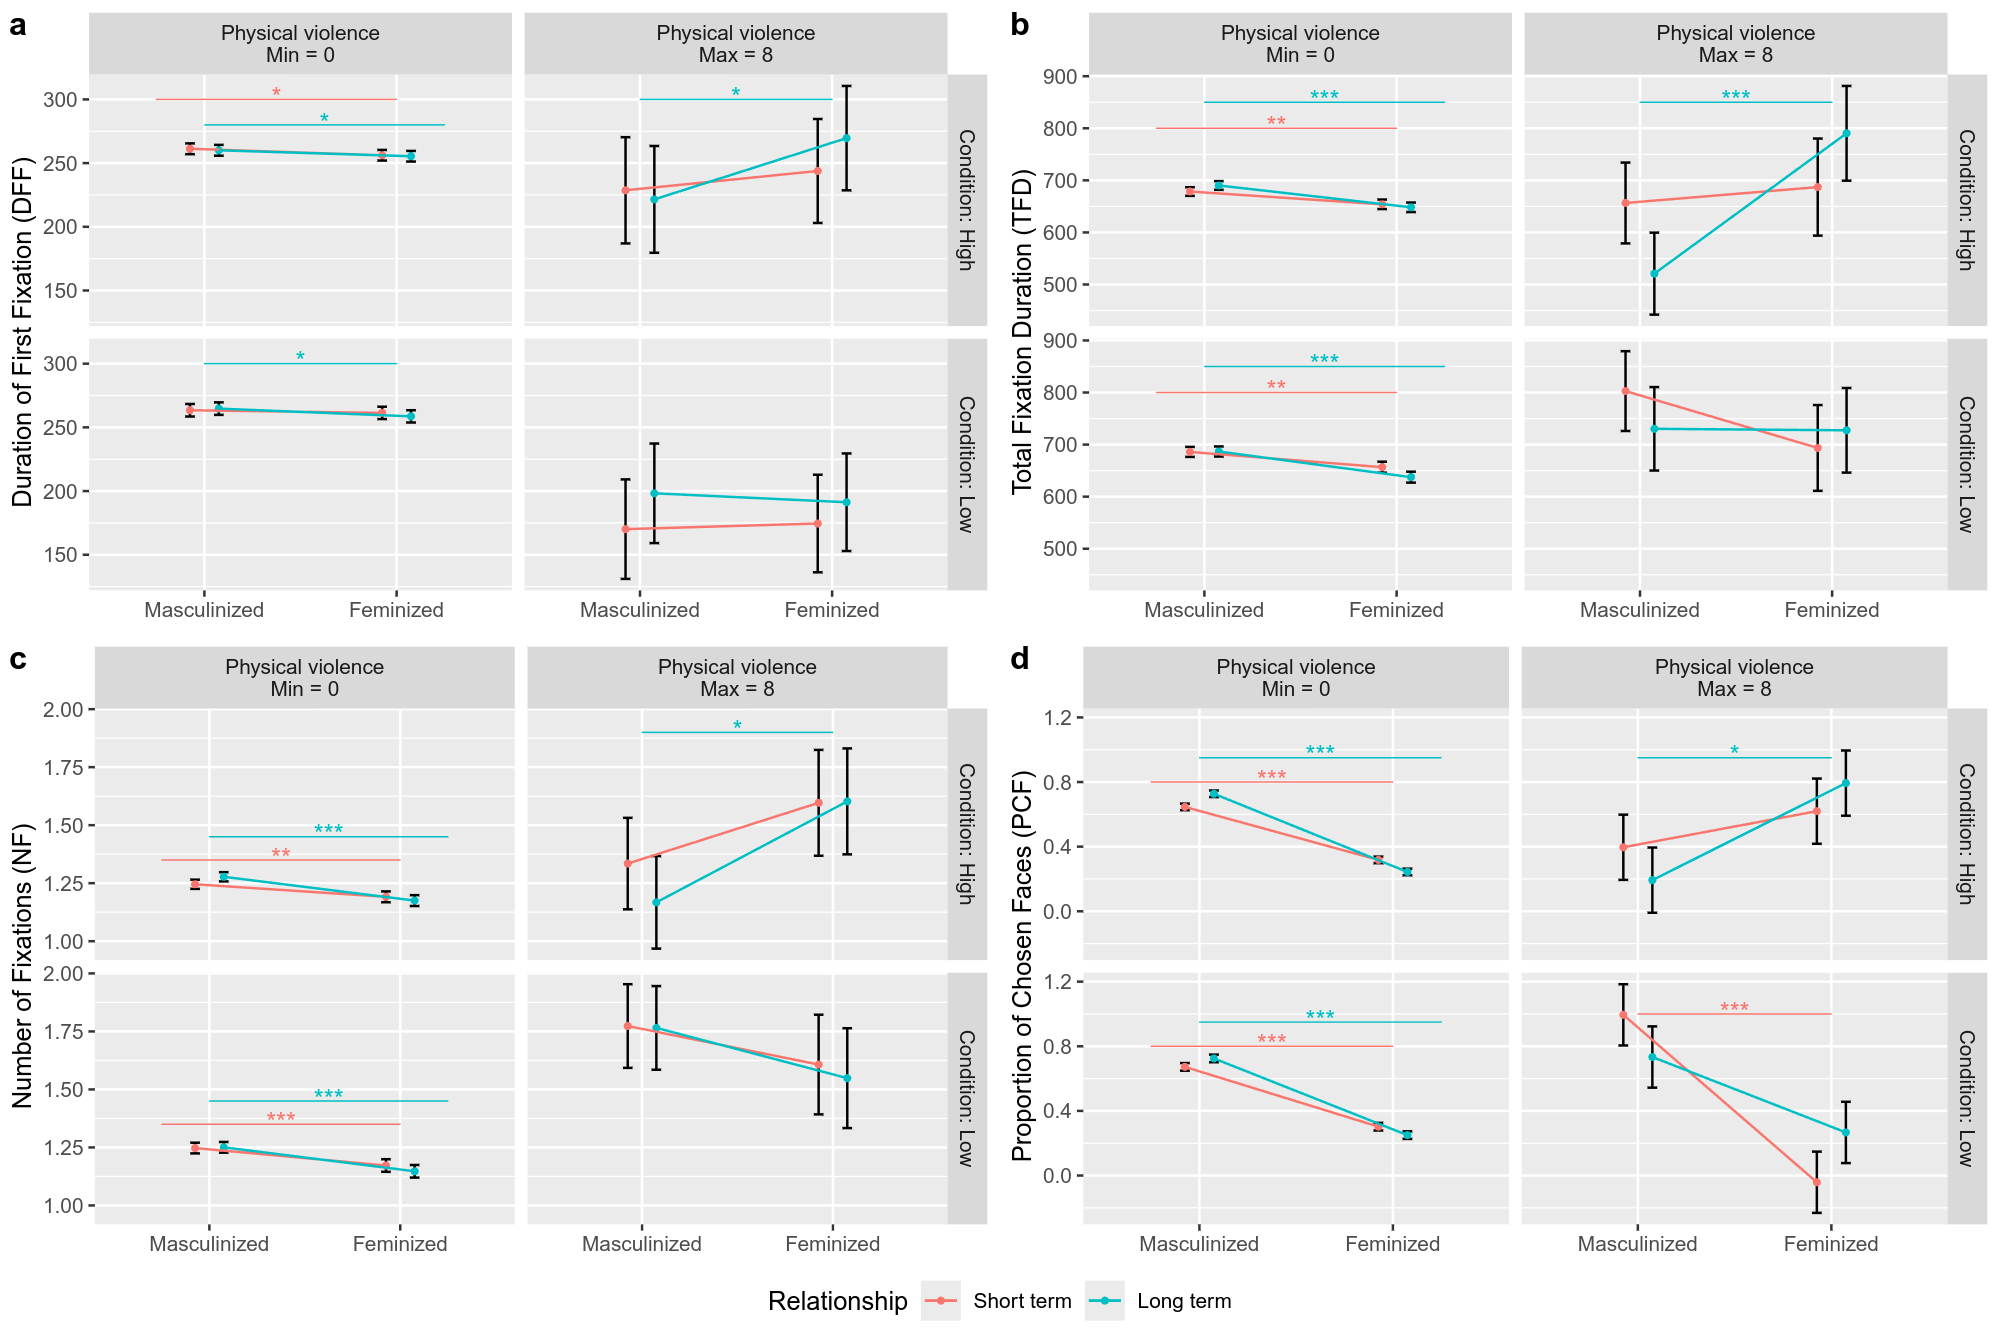 a
Physical violence
Min = 0
Physical violence
Max = 8
Duration of First Fixation (DFF)
300
250
200
150
*
*
*
Condition: High
300
250
200
150
*
Condition: Low
Masculinized
Feminized
Masculinized
Feminized
b
Physical violence
Min = 0
Physical violence
Max = 8
Total Fixation Duration (TFD)
900
800
700
600
500
***
**
***
Condition: High
900
800
700
600
500
***
**
Condition: Low
Masculinized
Feminized
Masculinized
Feminized
c
Physical violence
Min = 0
Physical violence
Max = 8
Number of Fixations (NF)
2.00
1.75
1.50
1.25
1.00
***
**
*
Condition: High
2.00
1.75
1.50
1.25
1.00
***
***
Condition: Low
Masculinized
Feminized
Masculinized
Feminized
d
Physical violence
Min = 0
Physical violence
Max = 8
Proportion of Chosen Faces (PCF)
1.2
0.8
0.4
0.0
***
***
*
Condition: High
1.2
0.8
0.4
0.0
***
***
***
Condition: Low
Masculinized
Feminized
Masculinized
Feminized
Relationship Short term Long term